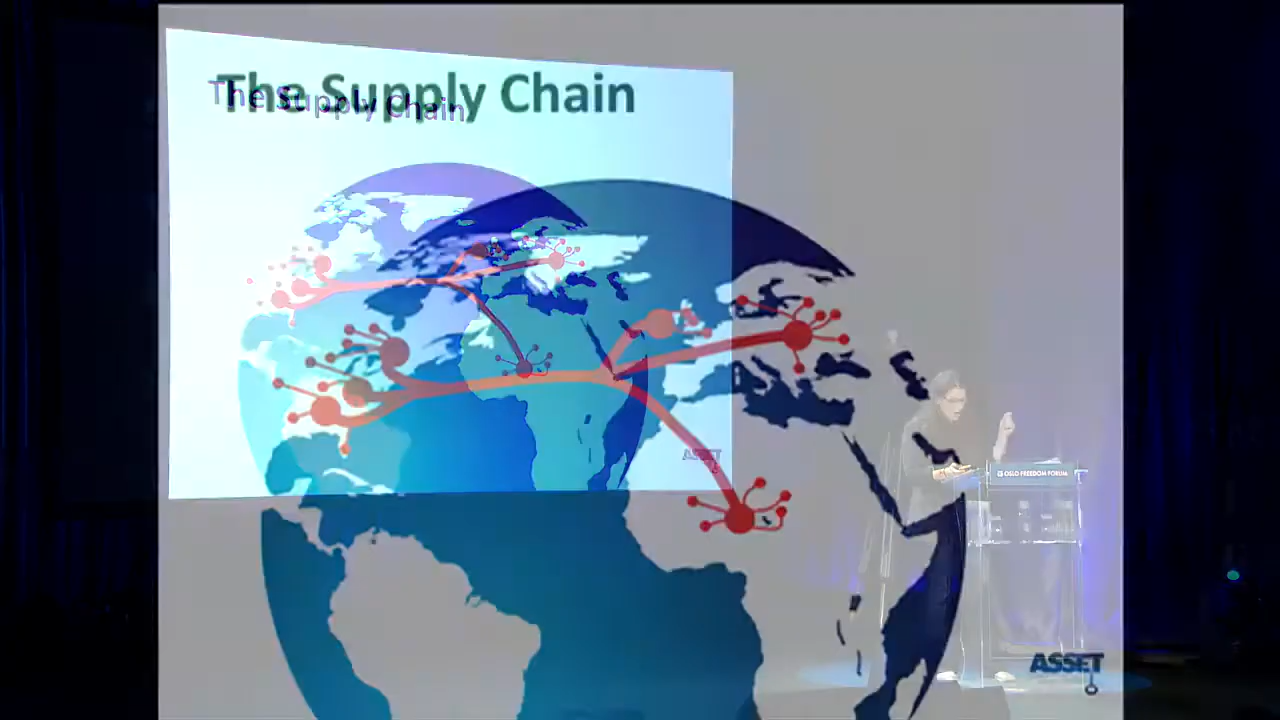 The Supply Chain
The Supply Chain
ASSET
OSLO FREEDOM FORUM
ASSET